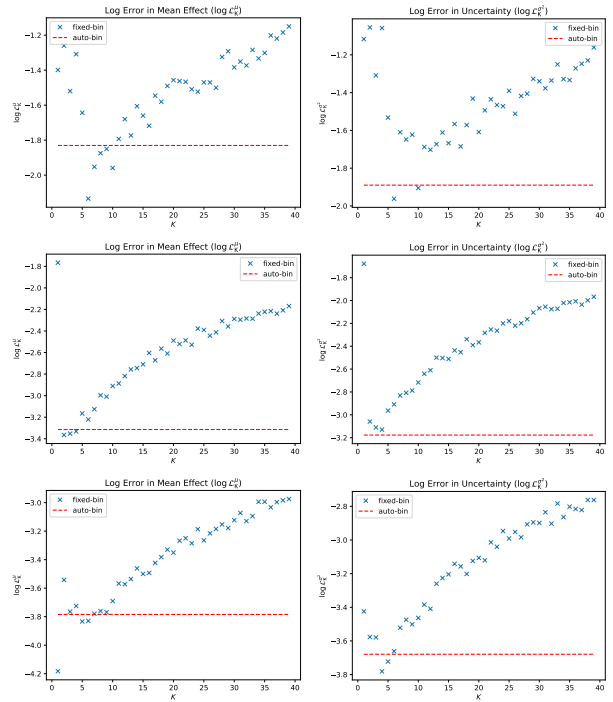 Log Error in Mean Effect (log 𝓛ᵘ_K)
log 𝓛ᵘ_K
−1.2
−1.4
−1.6
−1.8
−2.0
0 5 10 15 20 25 30 35 40
K
fixed-bin
auto-bin
Log Error in Uncertainty (log 𝓛^{σ²}_K)
log 𝓛^{σ²}_K
−1.2
−1.4
−1.6
−1.8
−2.0
0 5 10 15 20 25 30 35 40
K
fixed-bin
auto-bin
Log Error in Mean Effect (log 𝓛^μ_K)
log 𝓛^μ_K
−1.8
−2.0
−2.2
−2.4
−2.6
−2.8
−3.0
−3.2
−3.4
0 5 10 15 20 25 30 35 40
K
fixed-bin
auto-bin
Log Error in Uncertainty (log 𝓛^{σ²}_K)
log 𝓛^{σ²}_K
−1.8
−2.0
−2.2
−2.4
−2.6
−2.8
−3.0
−3.2
0 5 10 15 20 25 30 35 40
K
fixed-bin
auto-bin
Log Error in Mean Effect (log 𝓛^μ_K)
log 𝓛^μ_K
−3.0
−3.2
−3.4
−3.6
−3.8
−4.0
−4.2
0 5 10 15 20 25 30 35 40
K
fixed-bin
auto-bin
Log Error in Uncertainty (log 𝓛^{σ²}_K)
log 𝓛^{σ²}_K
−2.8
−3.0
−3.2
−3.4
−3.6
−3.8
0 5 10 15 20 25 30 35 40
K
fixed-bin
auto-bin